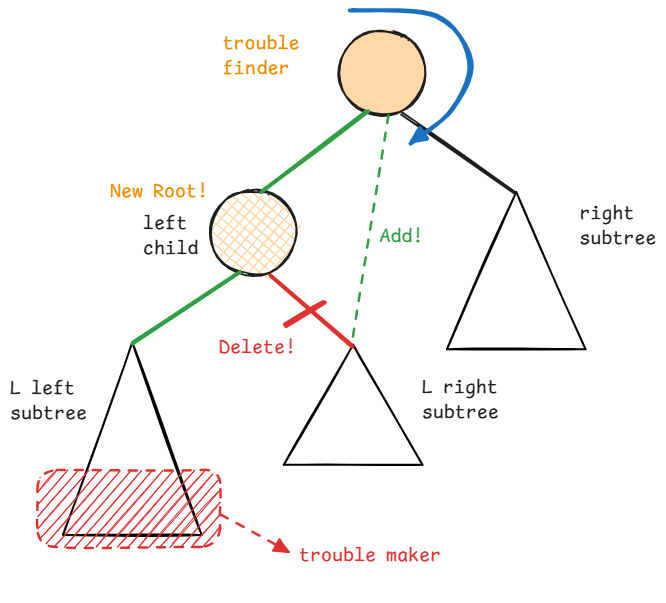 trouble
finder
New Root!
left
child
Add!
right
subtree
Delete!
L left
subtree
L right
subtree
trouble maker